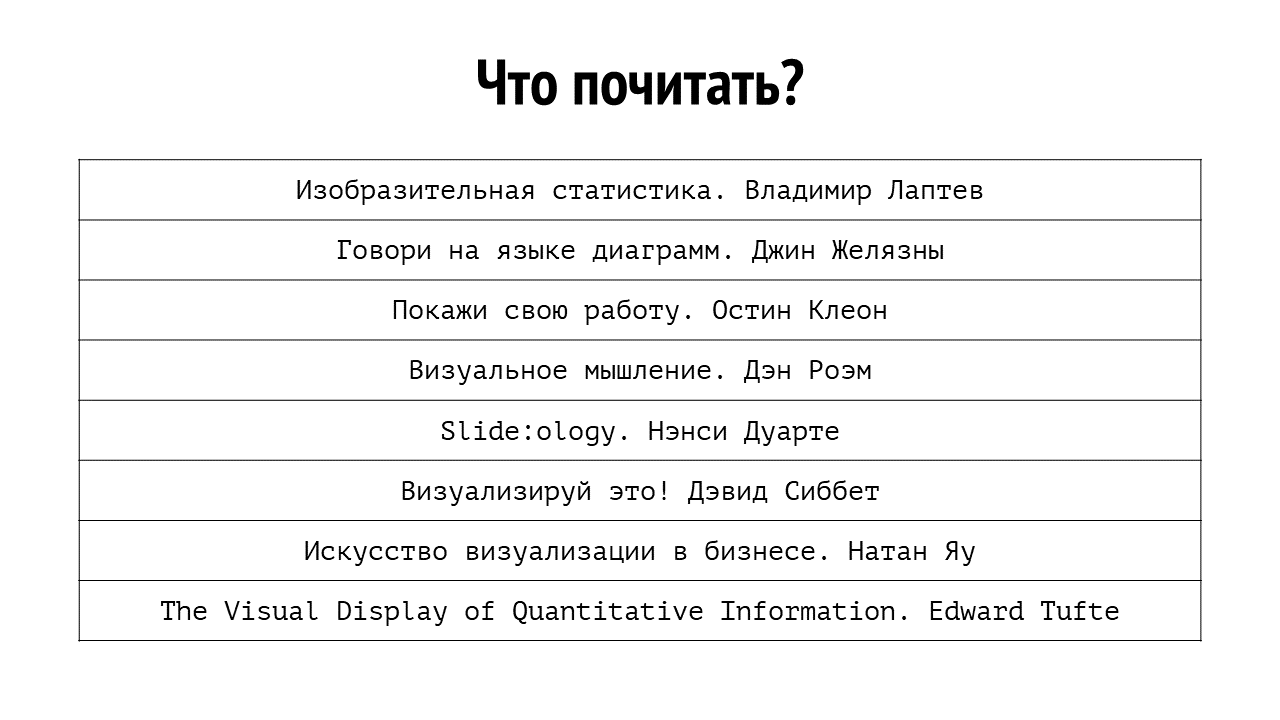 Что почитать?
Изобразительная статистика. Владимир Лаптев
Говори на языке диаграмм. Джин Желязны
Покажи свою работу. Остин Клеон
Визуальное мышление. Дэн Роэм
Slide:ology. Нэнси Дуарте
Визуализируй это! Дэвид Сиббет
Искусство визуализации в бизнесе. Натан Яу
The Visual Display of Quantitative Information. Edward Tufte